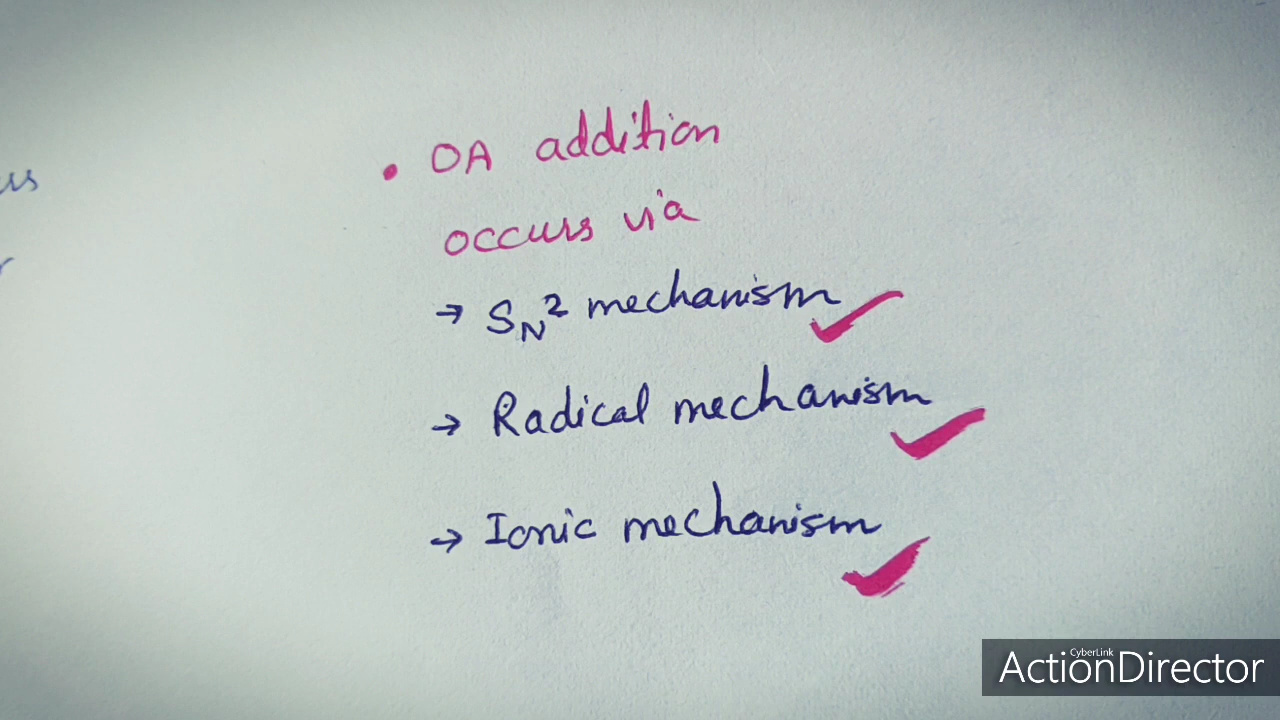 • OA addition
occurs via
→ SN2 mechanism
→ Radical mechanism
→ Ionic mechanism
CyberLink
ActionDirector